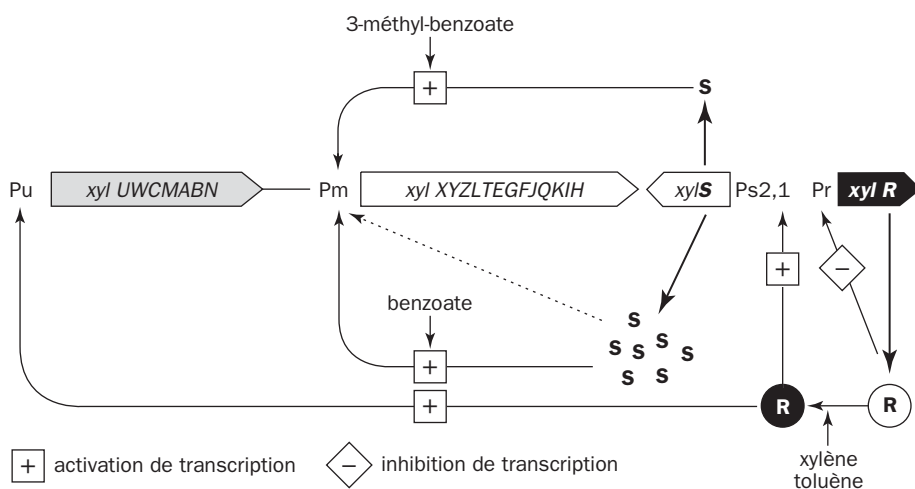 3-méthyl-benzoate
+
S
Pu xyl UWCMABN Pm xyl XYZLTEGFJQKIH xylS Ps2,1 Pr xyl R
+ −
benzoate
S
S S S S
S S
+
+
R R
xylène
toluène
+ activation de transcription − inhibition de transcription